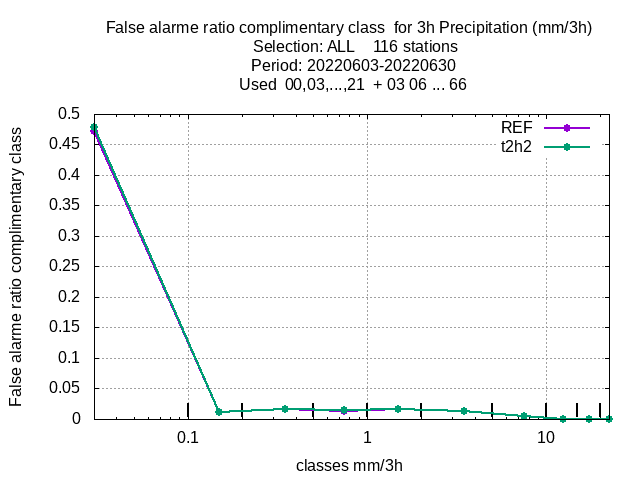 False alarme ratio complimentary class  for 3h Precipitation (mm/3h)
Selection: ALL    116 stations
Period: 20220603-20220630
Used  00,03,...,21  + 03 06 ... 66
REF
t2h2
False alarme ratio complimentary class
0.5
0.45
0.4
0.35
0.3
0.25
0.2
0.15
0.1
0.05
0
0.1
1
10
classes mm/3h